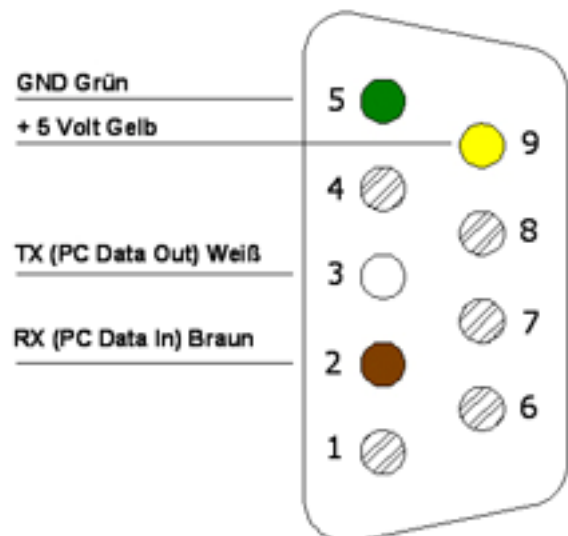 GND Grün
5
+ 5 Volt Gelb
9
4
8
TX (PC Data Out) Weiß
3
7
RX (PC Data In) Braun
2
6
1